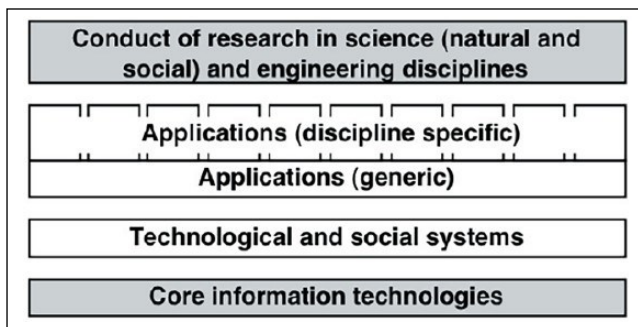 Conduct of research in science (natural and
social) and engineering disciplines
Applications (discipline specific)
Applications (generic)
Technological and social systems
Core information technologies